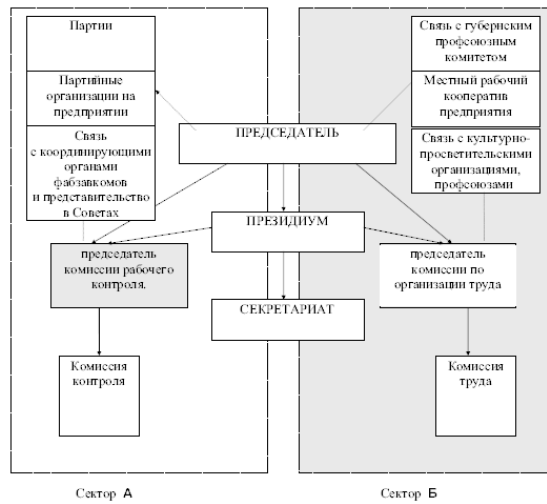 Партии
Партийные
организации на
предприятии
Связь
с координирующими
органами
фабзавкомов
и представительство
в Советах
Связь с губернским
профсоюзным
комитетом
Местный рабочий
кооператив
предприятия
Связь с культурно-
просветительскими
организациями,
профсоюзами
ПРЕДСЕДАТЕЛЬ
ПРЕЗИДИУМ
председатель
комиссии рабочего
контроля,
председатель
комиссии по
организации труда
СЕКРЕТАРИАТ
Комиссия
контроля
Комиссия
труда
Сектор А
Сектор Б